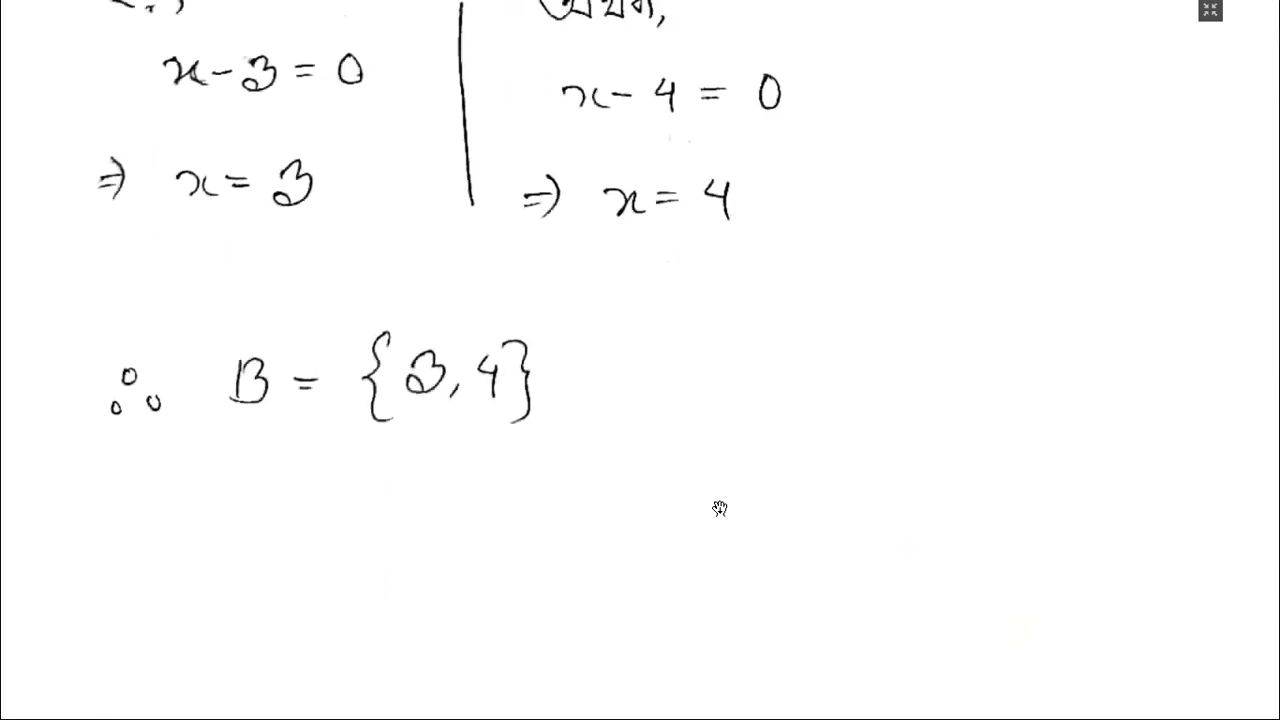 অথবা,
x - 3 = 0
x - 4 = 0
⇒ x = 3
⇒ x = 4
∴ B = {3, 4}